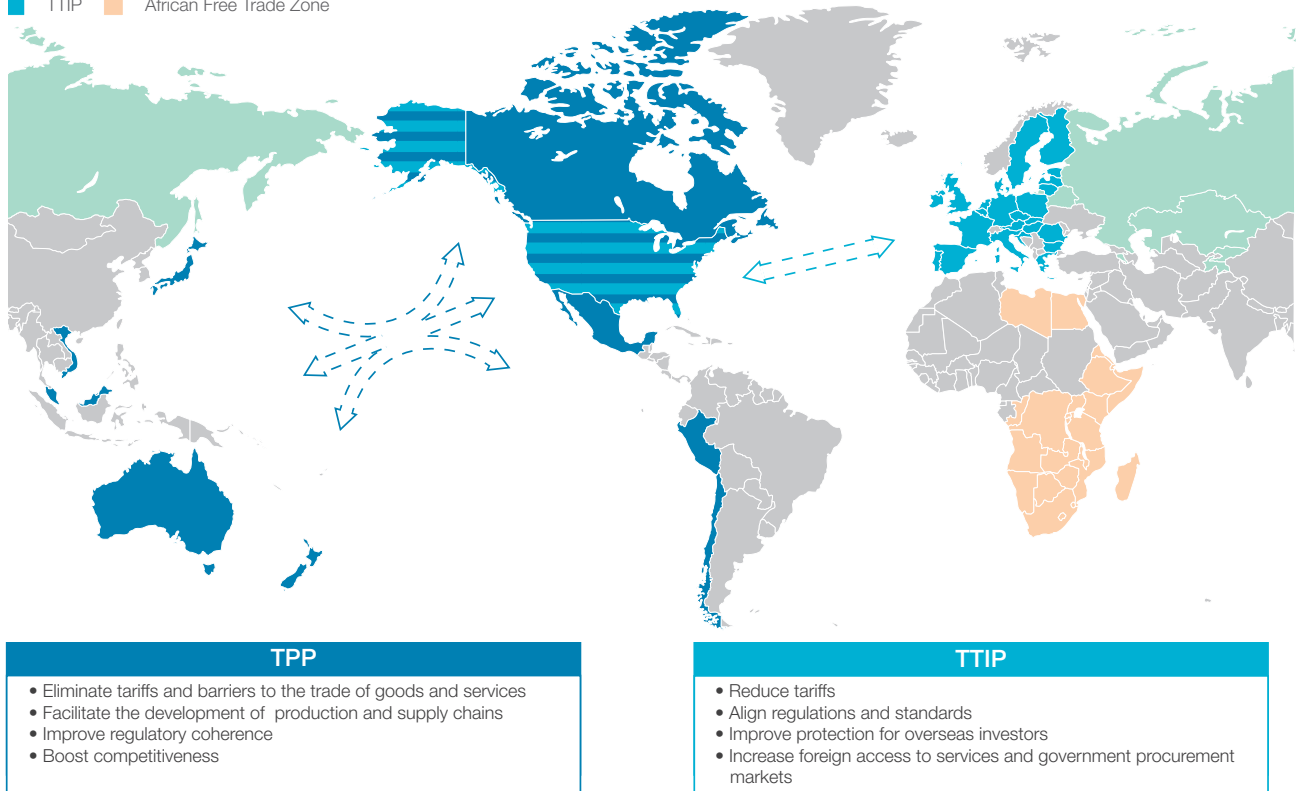 TTIP African Free Trade Zone
TPP
• Eliminate tariffs and barriers to the trade of goods and services
• Facilitate the development of production and supply chains
• Improve regulatory coherence
• Boost competitiveness
TTIP
• Reduce tariffs
• Align regulations and standards
• Improve protection for overseas investors
• Increase foreign access to services and government procurement
markets